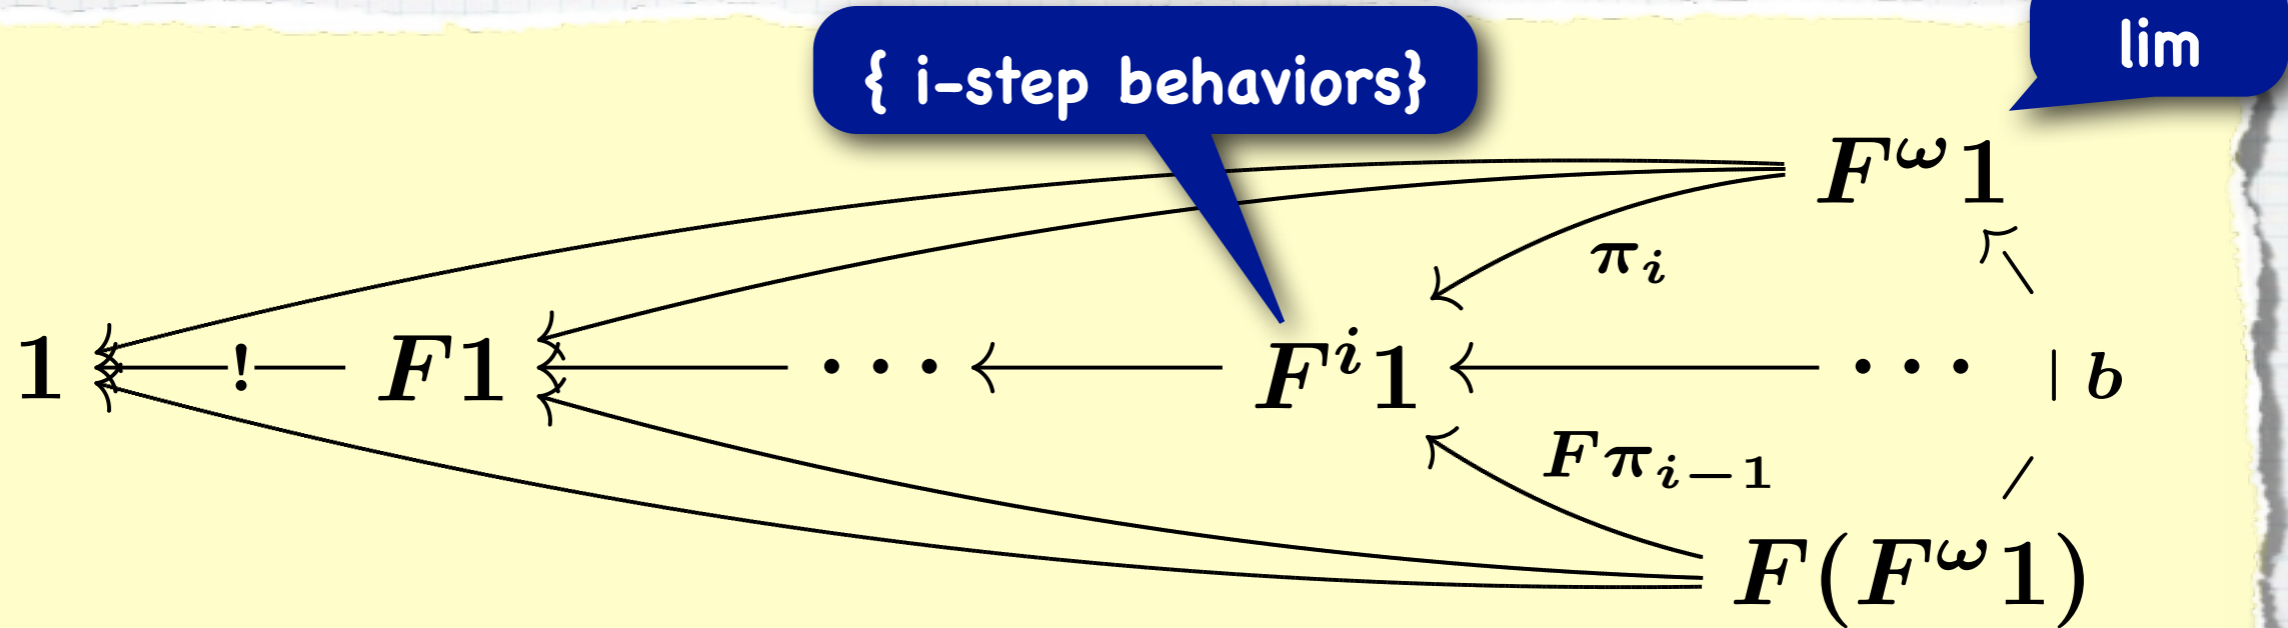 lim
{ i-step behaviors}
F^ω 1
π_i
1 ! F1 ··· F^i 1 ··· b
Fπ_{i−1}
F(F^ω 1)